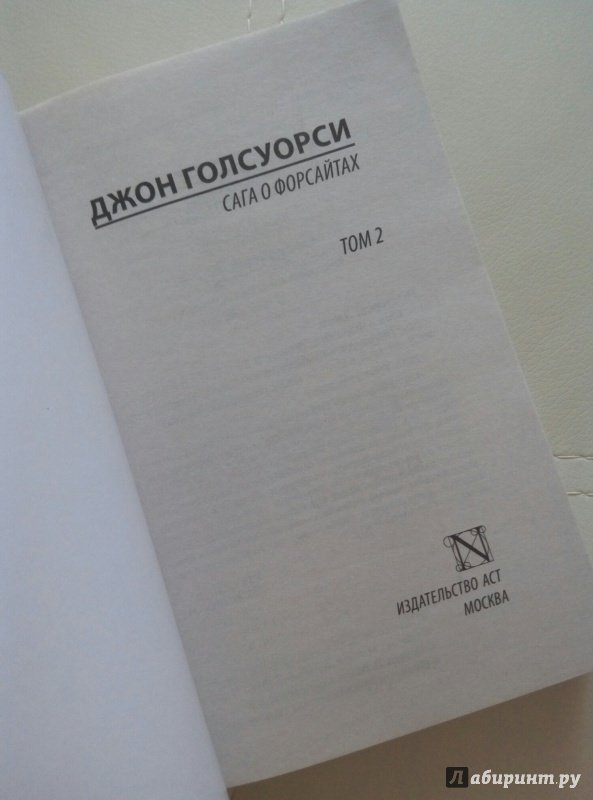 ДЖОН ГОЛСУОРСИ
САГА О ФОРСАЙТАХ
ТОМ 2
N
ИЗДАТЕЛЬСТВО АСТ
МОСКВА
Лабиринт.ру